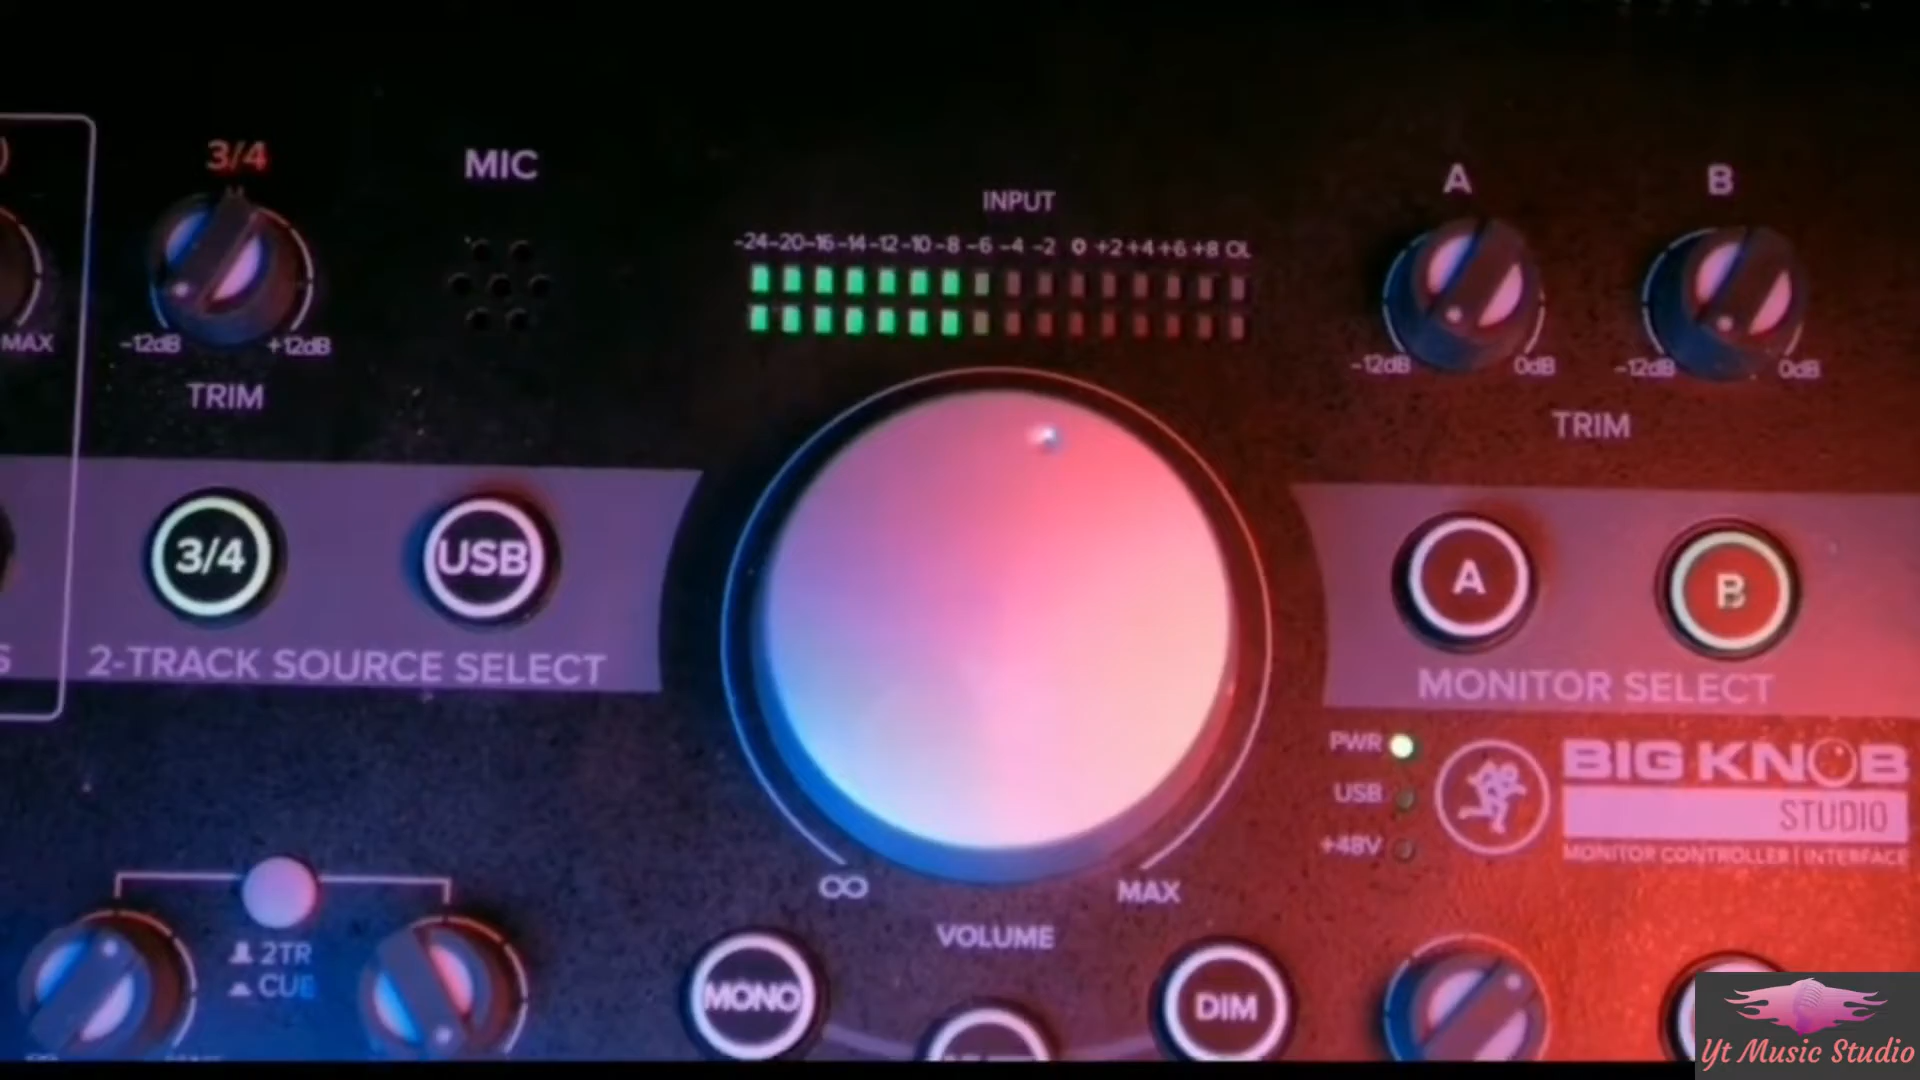 3/4
MIC
INPUT
A
B
-24-20-16-14-12-10-8 -6 -4 -2 0 +2+4+6+8 OL
MAX
-12dB
+12dB
TRIM
-12dB
0dB
-12dB
0dB
TRIM
3/4
USB
A
B
S
2-TRACK SOURCE SELECT
MONITOR SELECT
PWR
USB
+48V
BIG KNOB
STUDIO
MONITOR CONTROLLER | INTERFACE
∞
MAX
VOLUME
2TR
CUE
MONO
DIM
Yt Music Studio